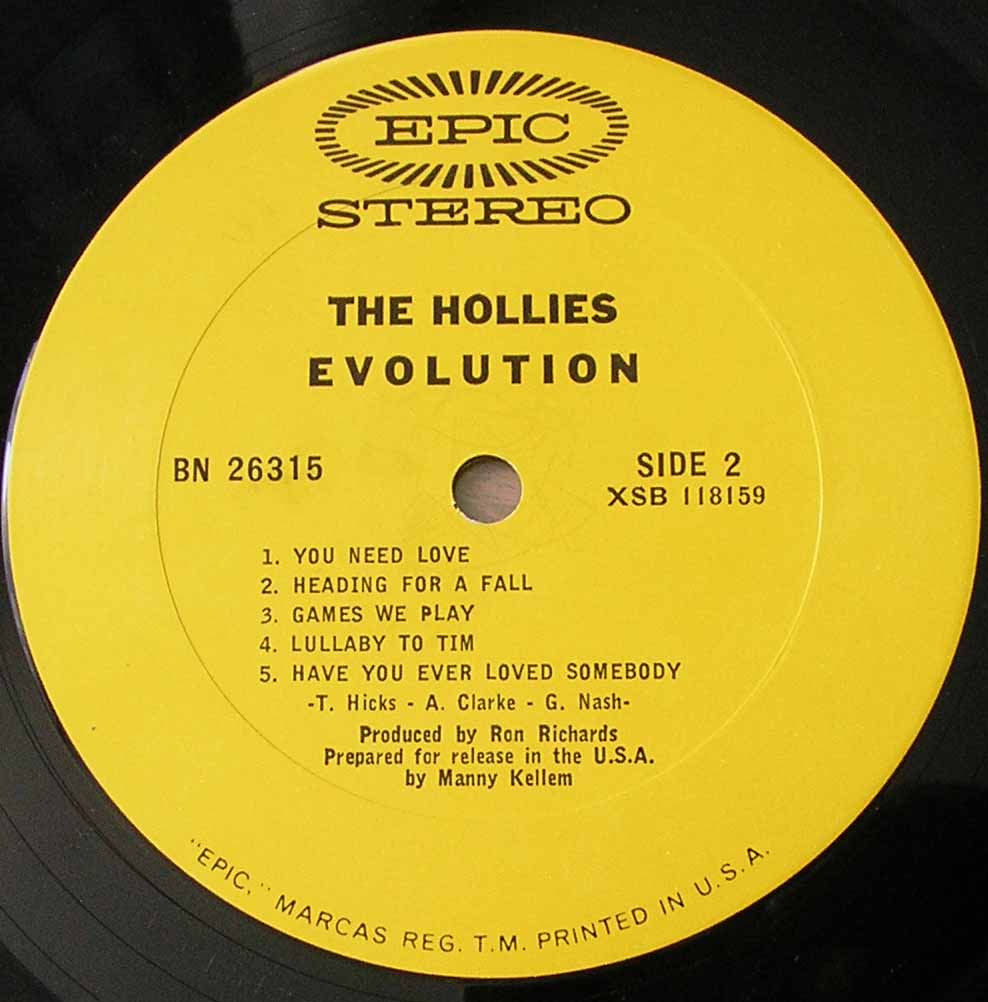 EPIC
STEREO
THE HOLLIES
EVOLUTION
BN 26315
SIDE 2
XSB 118159
1. YOU NEED LOVE
2. HEADING FOR A FALL
3. GAMES WE PLAY
4. LULLABY TO TIM
5. HAVE YOU EVER LOVED SOMEBODY
-T. Hicks - A. Clarke - G. Nash-
Produced by Ron Richards
Prepared for release in the U.S.A.
by Manny Kellem
"EPIC," MARCAS REG. T.M. PRINTED IN U.S.A.